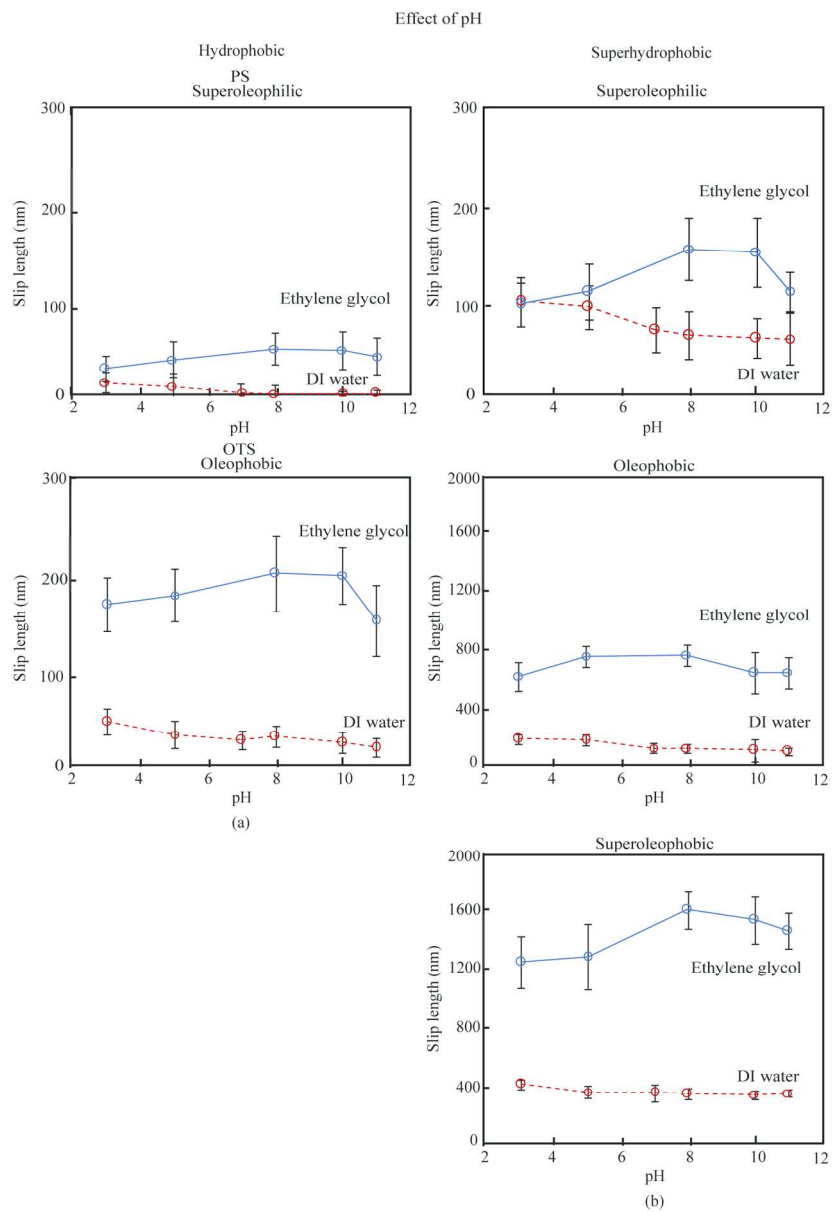 Effect of pH
Hydrophobic
PS
Superoleophilic
300
200
100
0
Slip length (nm)
Ethylene glycol
DI water
2 4 6 8 10 12
pH
Superhydrophobic
Superoleophilic
300
200
100
0
Slip length (nm)
Ethylene glycol
DI water
2 4 6 8 10 12
pH
OTS
Oleophobic
300
200
100
0
Slip length (nm)
Ethylene glycol
DI water
2 4 6 8 10 12
pH
(a)
Oleophobic
2000
1600
1200
800
400
0
Slip length (nm)
Ethylene glycol
DI water
2 4 6 8 10 12
pH
Superoleophobic
2000
1600
1200
800
400
0
Slip length (nm)
Ethylene glycol
DI water
2 4 6 8 10 12
pH
(b)